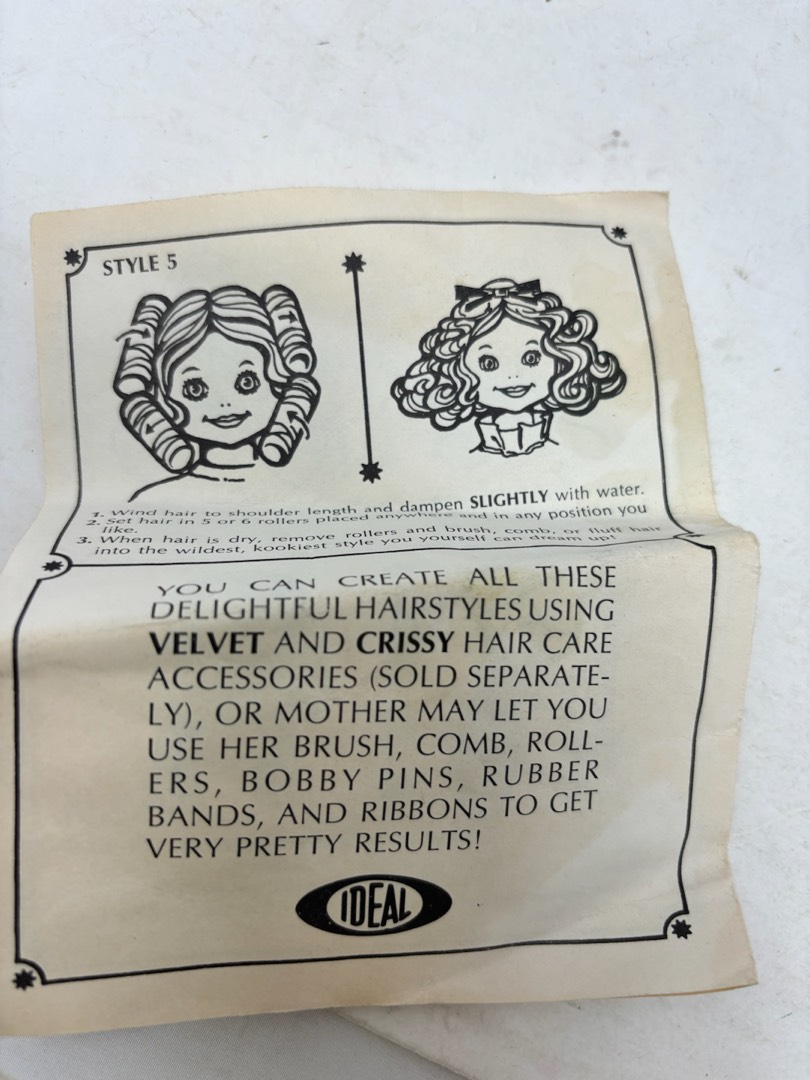 STYLE 5
1. Wind hair to shoulder length and dampen SLIGHTLY with water.
2. Set hair in 5 or 6 rollers placed anywhere and in any position you
like.
3. When hair is dry, remove rollers and brush, comb, or fluff hair
into the wildest, kookiest style you yourself can dream up!
YOU CAN CREATE ALL THESE
DELIGHTFUL HAIRSTYLES USING
VELVET AND CRISSY HAIR CARE
ACCESSORIES (SOLD SEPARATE-
LY), OR MOTHER MAY LET YOU
USE HER BRUSH, COMB, ROLL-
ERS, BOBBY PINS, RUBBER
BANDS, AND RIBBONS TO GET
VERY PRETTY RESULTS!
IDEAL